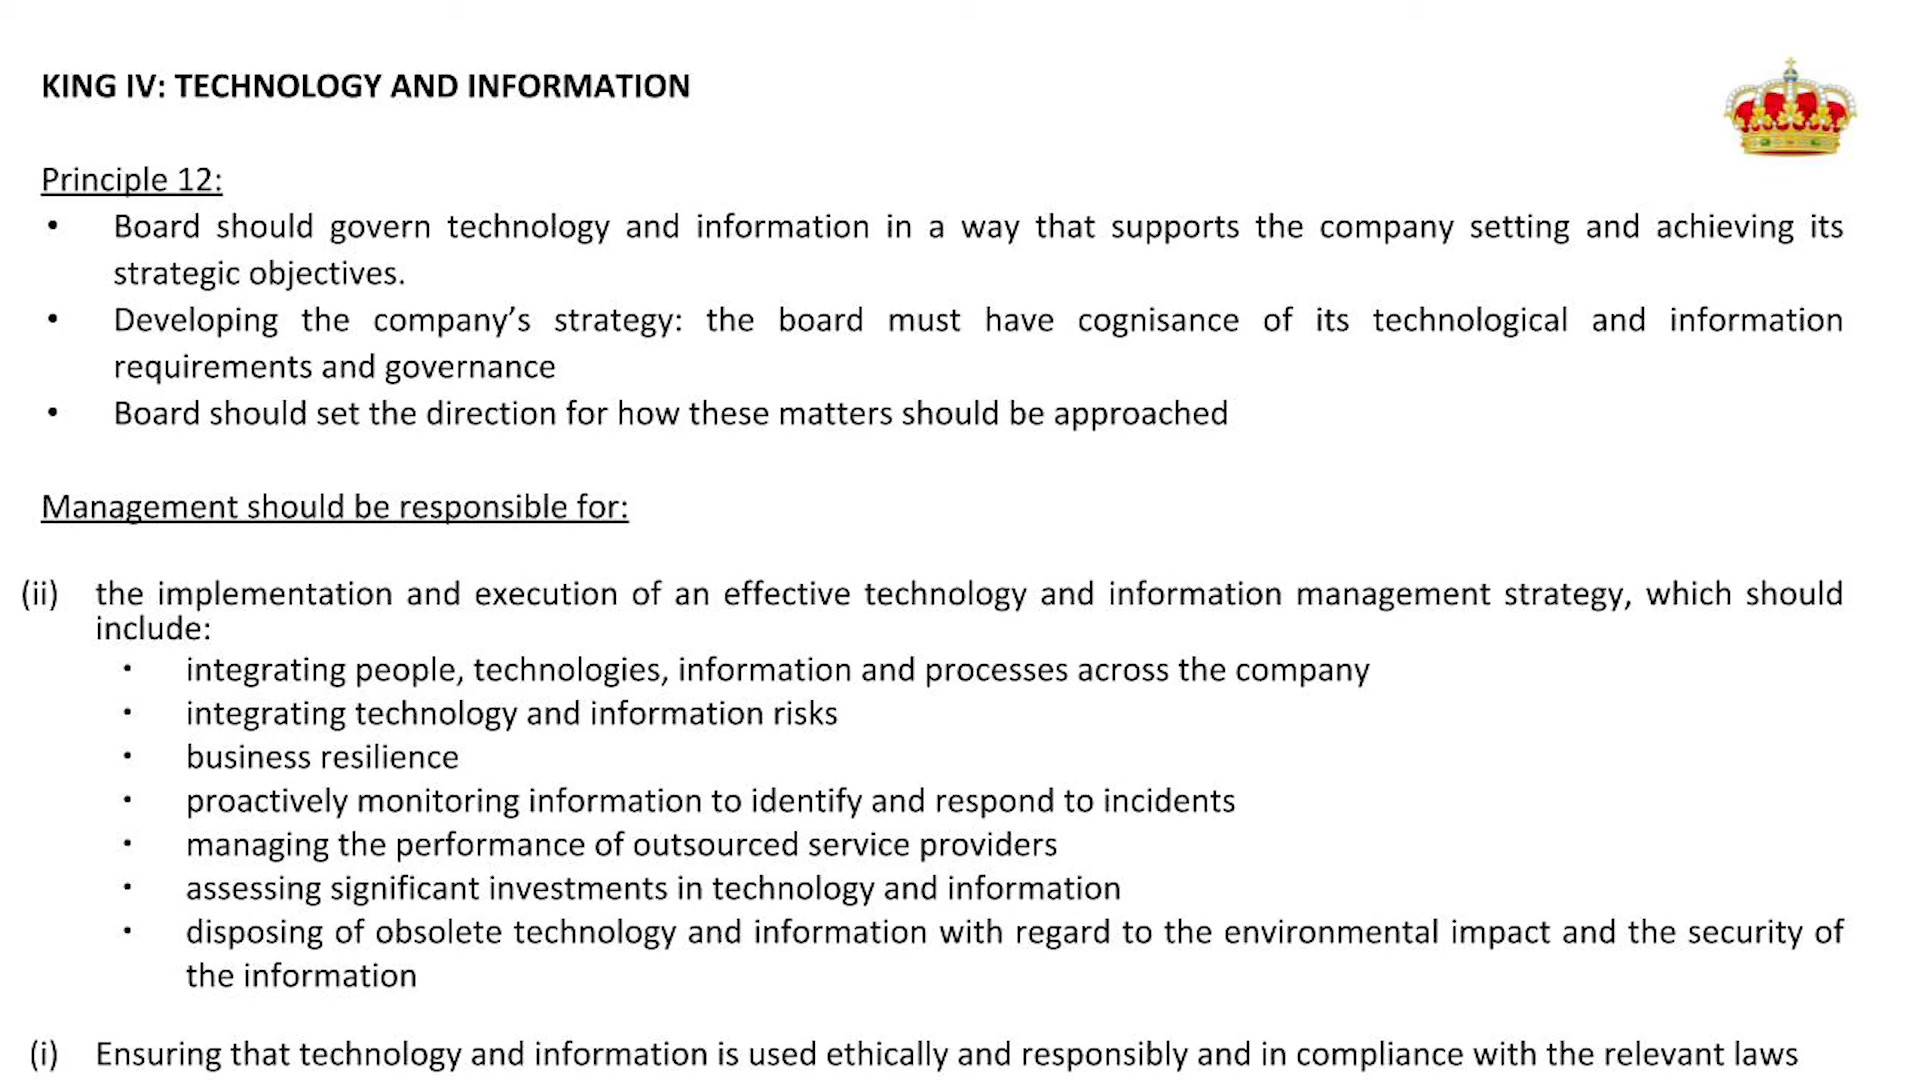 KING IV: TECHNOLOGY AND INFORMATION
Principle 12:
• Board should govern technology and information in a way that supports the company setting and achieving its
strategic objectives.
• Developing the company’s strategy: the board must have cognisance of its technological and information
requirements and governance
• Board should set the direction for how these matters should be approached
Management should be responsible for:
(ii) the implementation and execution of an effective technology and information management strategy, which should
include:
• integrating people, technologies, information and processes across the company
• integrating technology and information risks
• business resilience
• proactively monitoring information to identify and respond to incidents
• managing the performance of outsourced service providers
• assessing significant investments in technology and information
• disposing of obsolete technology and information with regard to the environmental impact and the security of
the information
(i) Ensuring that technology and information is used ethically and responsibly and in compliance with the relevant laws